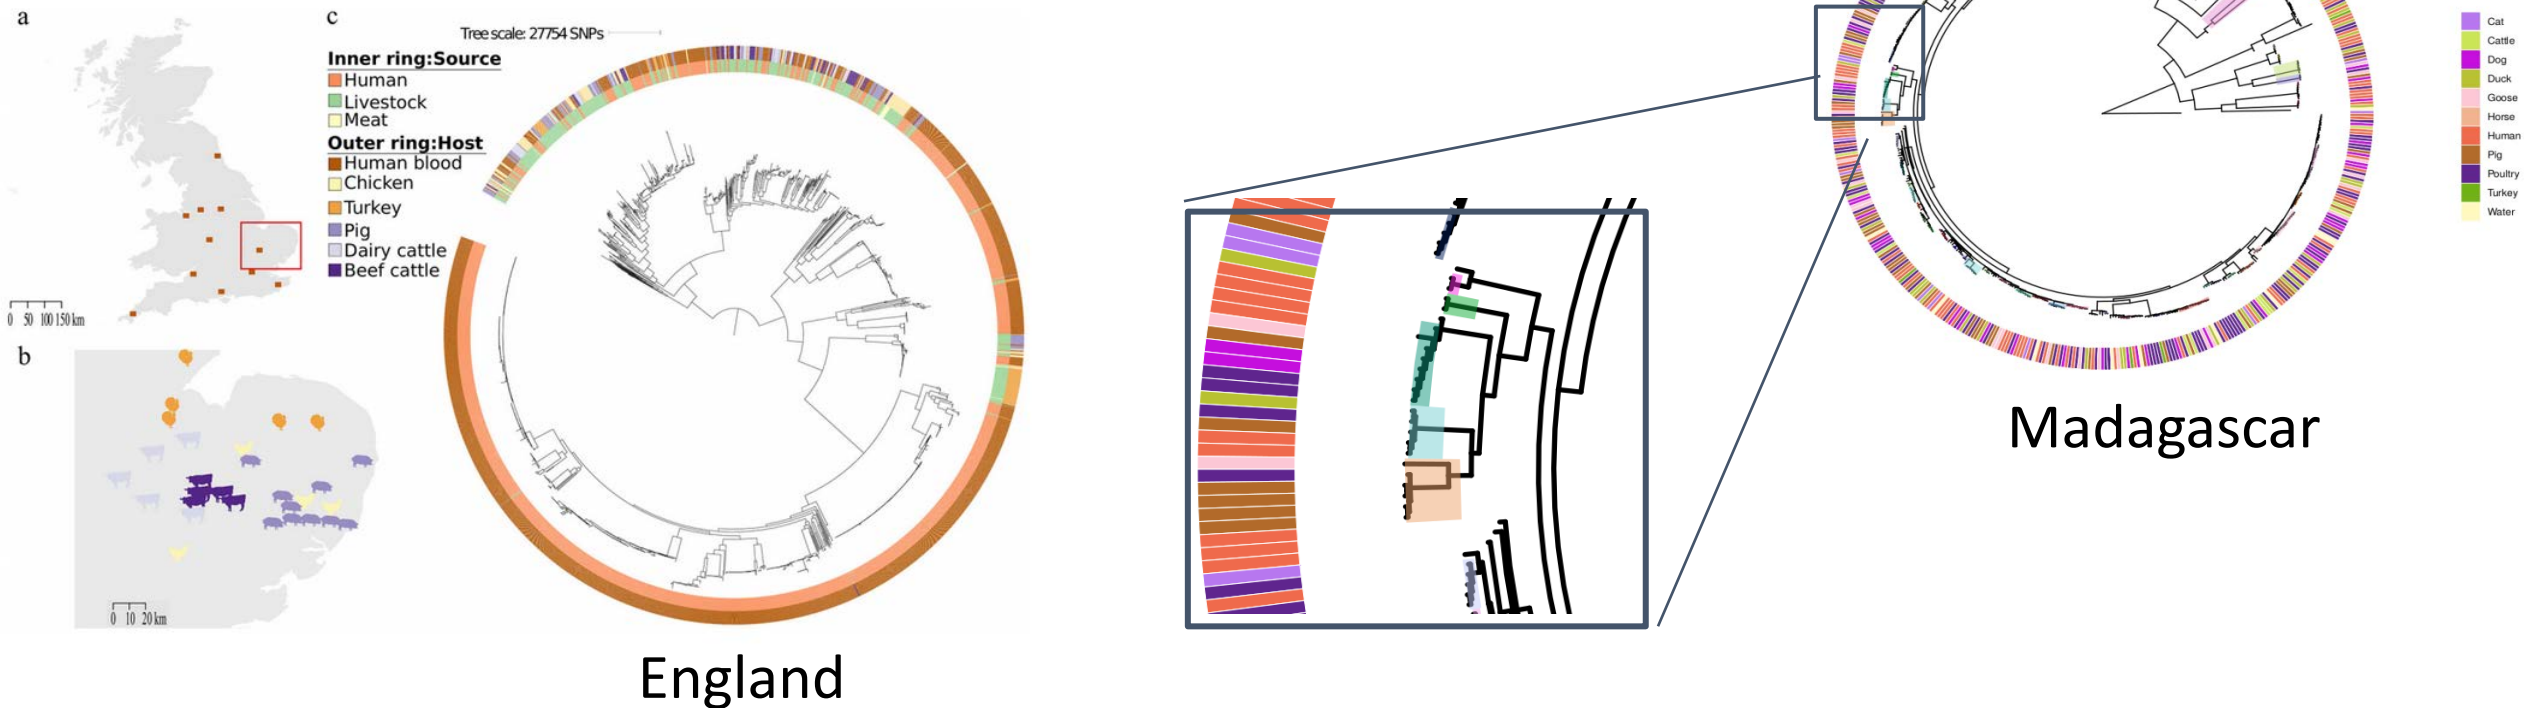 a
0 50 100 150 km
b
0 10 20 km
c
Tree scale: 27754 SNPs
Inner ring:Source
Human
Livestock
Meat
Outer ring:Host
Human blood
Chicken
Turkey
Pig
Dairy cattle
Beef cattle
England
Cat
Cattle
Dog
Duck
Goose
Horse
Human
Pig
Poultry
Turkey
Water
Madagascar